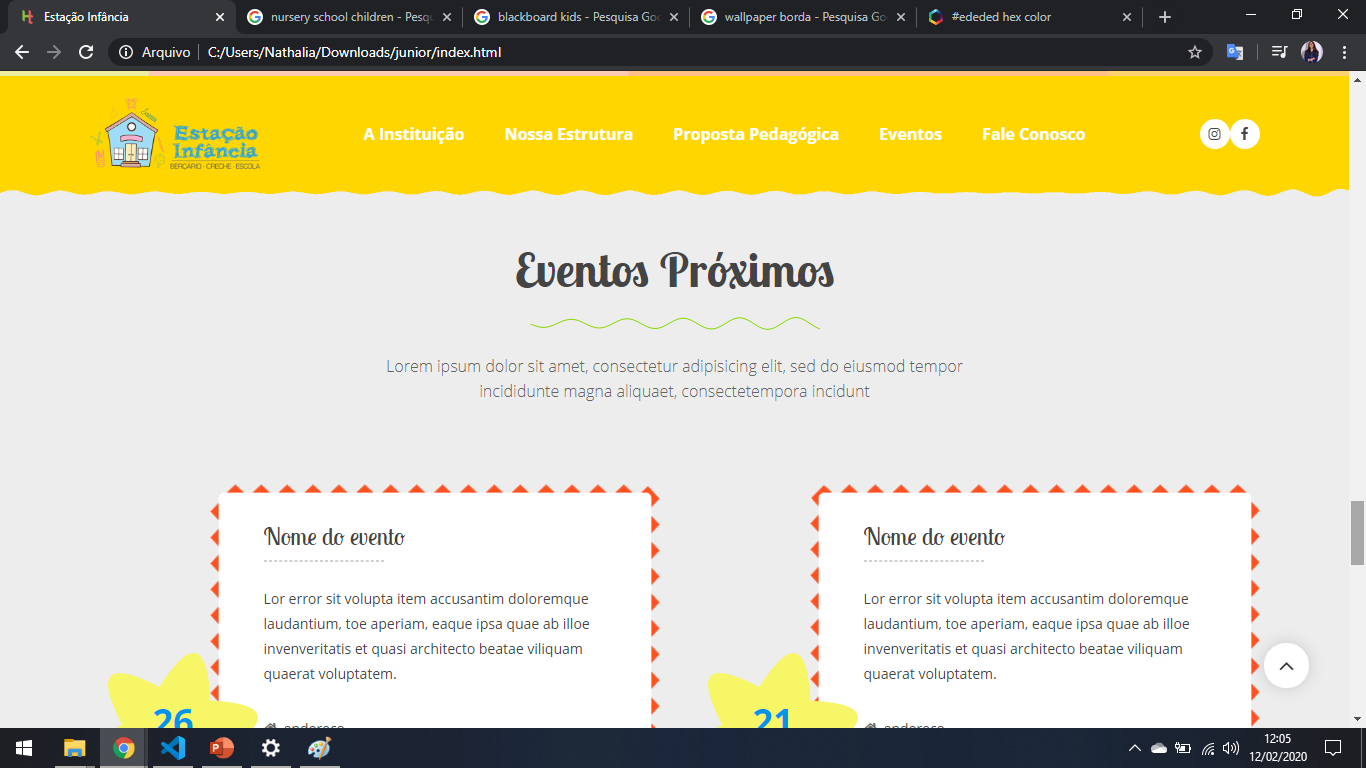 Estação Infância
nursery school children - Pesqu
blackboard kids - Pesquisa Goo
wallpaper borda - Pesquisa Goo
#ededed hex color
Arquivo
C:/Users/Nathalia/Downloads/junior/index.html
Estação
Infância
BERÇÁRIO - CRECHE - ESCOLA
A Instituição
Nossa Estrutura
Proposta Pedagógica
Eventos
Fale Conosco
Eventos Próximos
Lorem ipsum dolor sit amet, consectetur adipisicing elit, sed do eiusmod tempor
incididunte magna aliquaet, consectetempora incidunt
Nome do evento
Lor error sit volupta item accusantim doloremque
laudantium, toe aperiam, eaque ipsa quae ab illoe
invenveritatis et quasi architecto beatae viliquam
quaerat voluptatem.
26
endereço
Nome do evento
Lor error sit volupta item accusantim doloremque
laudantium, toe aperiam, eaque ipsa quae ab illoe
invenveritatis et quasi architecto beatae viliquam
quaerat voluptatem.
21
endereço
12:05
12/02/2020